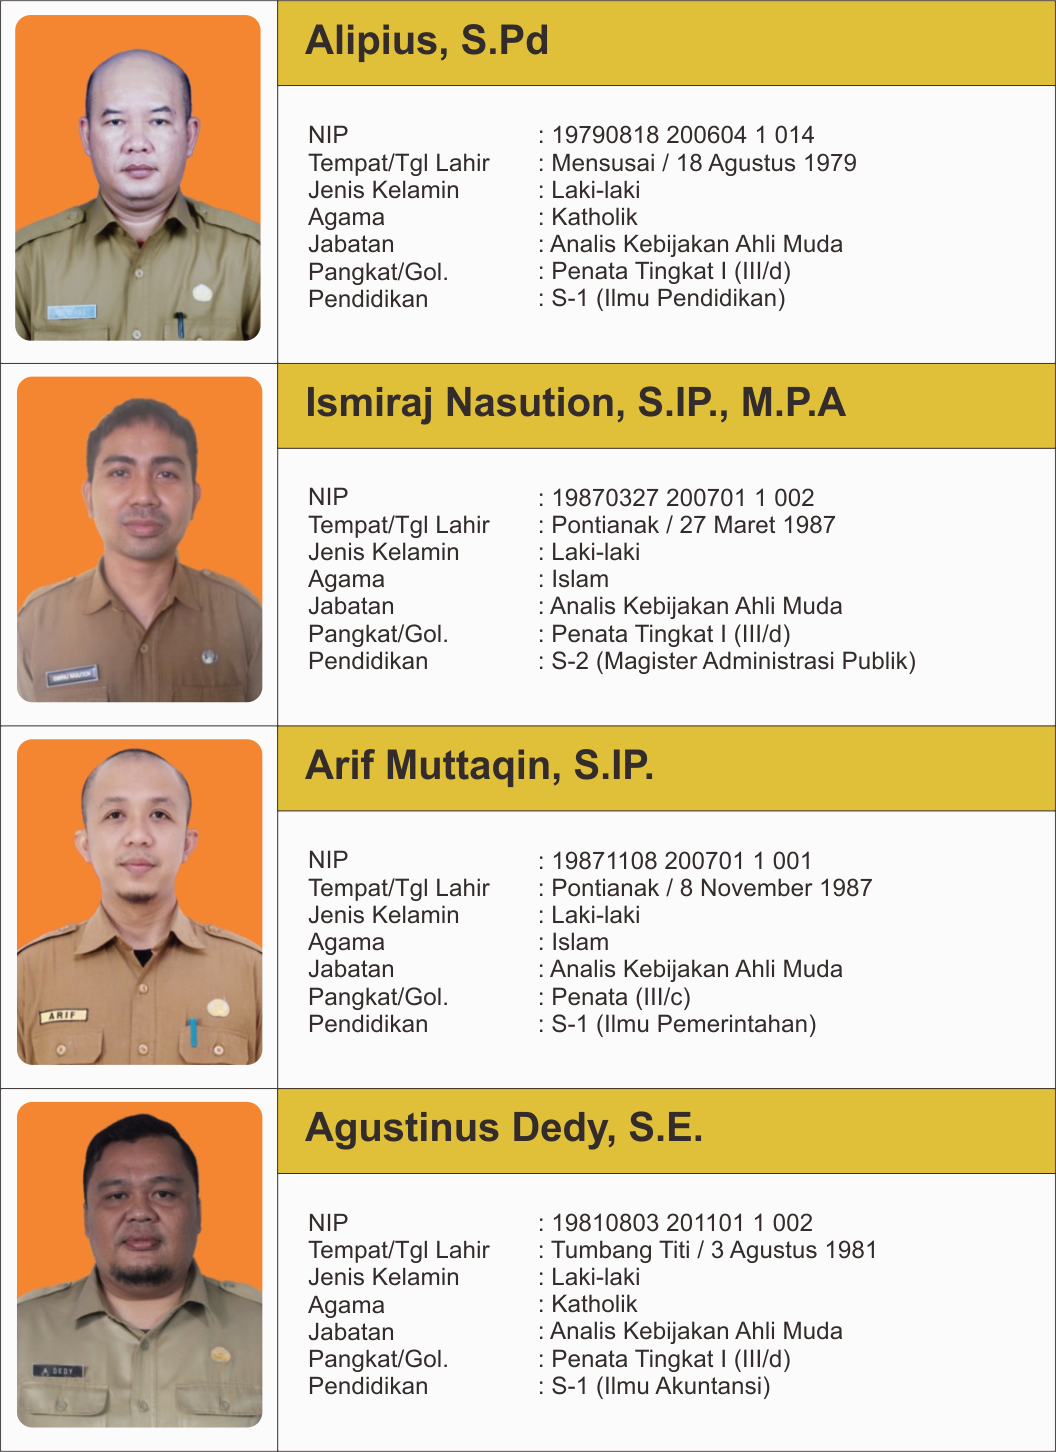 Alipius, S.Pd
NIP : 19790818 200604 1 014
Tempat/Tgl Lahir : Mensusai / 18 Agustus 1979
Jenis Kelamin : Laki-laki
Agama : Katholik
Jabatan : Analis Kebijakan Ahli Muda
Pangkat/Gol. : Penata Tingkat I (III/d)
Pendidikan : S-1 (Ilmu Pendidikan)
Ismiraj Nasution, S.IP., M.P.A
NIP : 19870327 200701 1 002
Tempat/Tgl Lahir : Pontianak / 27 Maret 1987
Jenis Kelamin : Laki-laki
Agama : Islam
Jabatan : Analis Kebijakan Ahli Muda
Pangkat/Gol. : Penata Tingkat I (III/d)
Pendidikan : S-2 (Magister Administrasi Publik)
ISMIRAJ NASUTION
Arif Muttaqin, S.IP.
NIP : 19871108 200701 1 001
Tempat/Tgl Lahir : Pontianak / 8 November 1987
Jenis Kelamin : Laki-laki
Agama : Islam
Jabatan : Analis Kebijakan Ahli Muda
Pangkat/Gol. : Penata (III/c)
Pendidikan : S-1 (Ilmu Pemerintahan)
ARIF
Agustinus Dedy, S.E.
NIP : 19810803 201101 1 002
Tempat/Tgl Lahir : Tumbang Titi / 3 Agustus 1981
Jenis Kelamin : Laki-laki
Agama : Katholik
Jabatan : Analis Kebijakan Ahli Muda
Pangkat/Gol. : Penata Tingkat I (III/d)
Pendidikan : S-1 (Ilmu Akuntansi)
A. DEDY